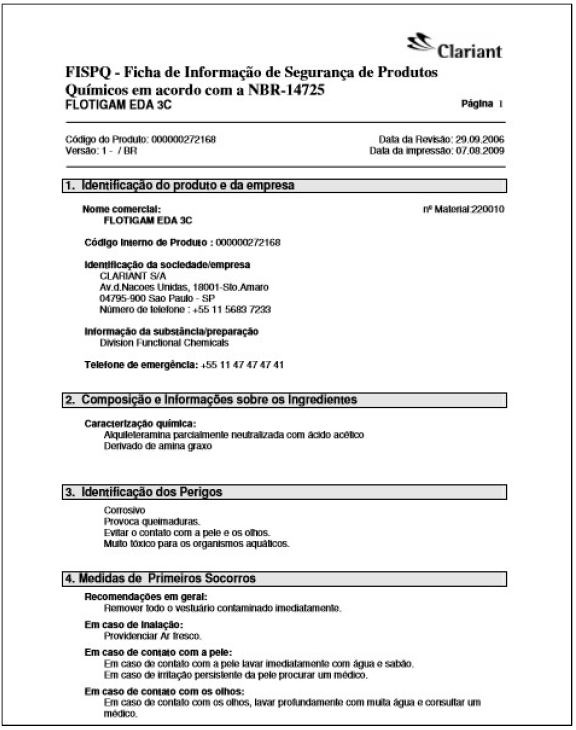 Clariant
FISPQ - Ficha de Informação de Segurança de Produtos
Químicos em acordo com a NBR-14725
FLOTIGAM EDA 3C
Página 1
Código do Produto: 000000272168
Data da Revisão: 29.09.2006
Versão: 1 - / BR
Data da impressão: 07.08.2009
1. Identificação do produto e da empresa
Nome comercial:
nº Material:220010
FLOTIGAM EDA 3C
Código Interno de Produto : 000000272168
Identificação da sociedade/empresa
CLARIANT S/A
Av.d.Nacoes Unidas, 18001-Sto.Amaro
04795-900 Sao Paulo - SP
Número de telefone : +55 11 5683 7233
Informação da substância/preparação
Division Functional Chemicals
Telefone de emergência: +55 11 47 47 47 41
2. Composição e Informações sobre os Ingredientes
Caracterização química:
Alquileteramina parcialmente neutralizada com ácido acético
Derivado de amina graxo
3. Identificação dos Perigos
Corrosivo
Provoca queimaduras.
Evitar o contato com a pele e os olhos.
Muito tóxico para os organismos aquáticos.
4. Medidas de Primeiros Socorros
Recomendações em geral:
Remover todo o vestuário contaminado imediatamente.
Em caso de Inalação:
Providenciar Ar fresco.
Em caso de contato com a pele:
Em caso de contato com a pele lavar imediatamente com água e sabão.
Em caso de irritação persistente da pele procurar um médico.
Em caso de contato com os olhos:
Em caso de contato com os olhos, lavar profundamente com muita água e consultar um
médico.